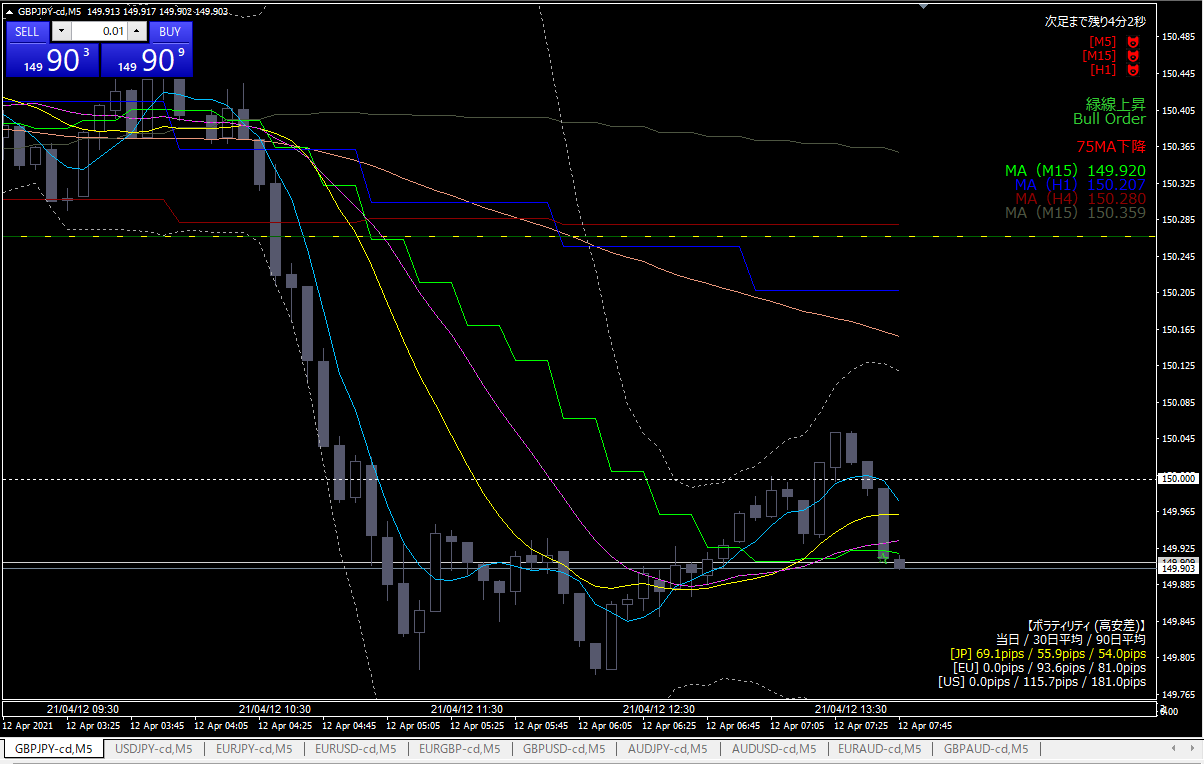 GBPJPY-cd,M5 149.913 149.917 149.902 149.903
SELL 0.01 BUY
149 90 3 149 90 9
次足まで残り4分2秒
[M5]
[M15]
[H1]
緑線上昇
Bull Order
75MA下降
MA（M15）149.920
MA（H1）150.207
MA（H4）150.280
MA（M15）150.359
150.485
150.445
150.405
150.365
150.325
150.285
150.245
150.205
150.165
150.125
150.085
150.045
150.000
149.965
149.925
149.909
149.903
149.885
149.845
149.805
149.765
【ボラティリティ（高安差）】
当日 / 30日平均 / 90日平均
[JP] 69.1pips / 55.9pips / 54.0pips
[EU] 0.0pips / 93.6pips / 81.0pips
[US] 0.0pips / 115.7pips / 181.0pips
21/04/12 09:30 21/04/12 10:30 21/04/12 11:30 21/04/12 12:30 21/04/12 13:30
12 Apr 2021 12 Apr 03:25 12 Apr 03:45 12 Apr 04:05 12 Apr 04:25 12 Apr 04:45 12 Apr 05:05 12 Apr 05:25 12 Apr 05:45 12 Apr 06:05 12 Apr 06:25 12 Apr 06:45 12 Apr 07:05 12 Apr 07:25 12 Apr 07:45
GBPJPY-cd,M5 USDJPY-cd,M5 EURJPY-cd,M5 EURUSD-cd,M5 EURGBP-cd,M5 GBPUSD-cd,M5 AUDJPY-cd,M5 AUDUSD-cd,M5 EURAUD-cd,M5 GBPAUD-cd,M5